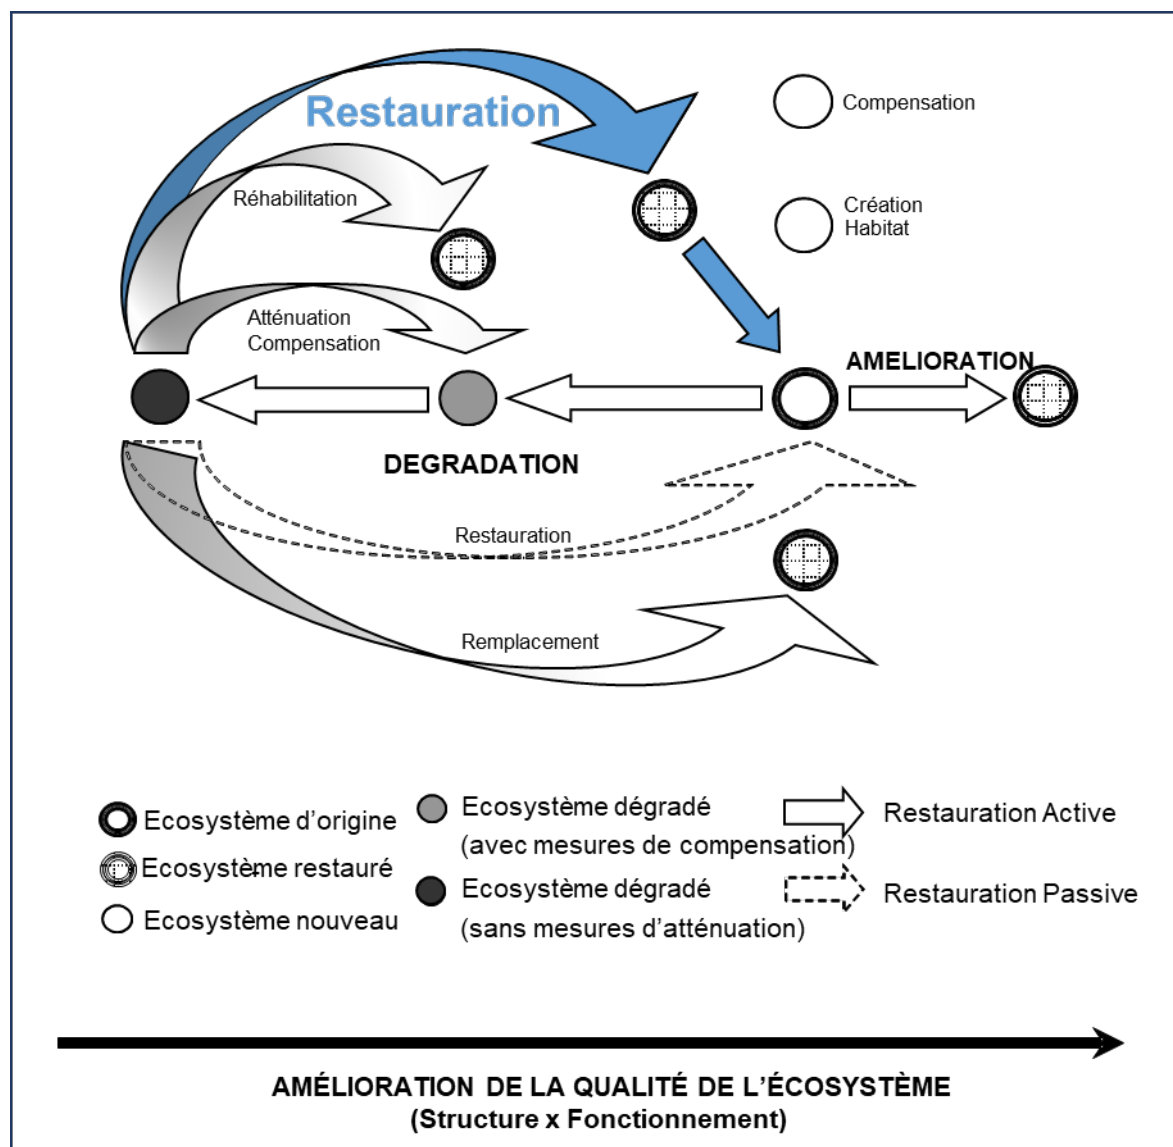 Restauration
Compensation
Réhabilitation
Création
Habitat
Atténuation
Compensation
AMELIORATION
DEGRADATION
Restauration
Remplacement
Ecosystème d'origine
Ecosystème restauré
Ecosystème nouveau
Ecosystème dégradé
(avec mesures de compensation)
Ecosystème dégradé
(sans mesures d'atténuation)
Restauration Active
Restauration Passive
AMÉLIORATION DE LA QUALITÉ DE L'ÉCOSYSTÈME
(Structure x Fonctionnement)